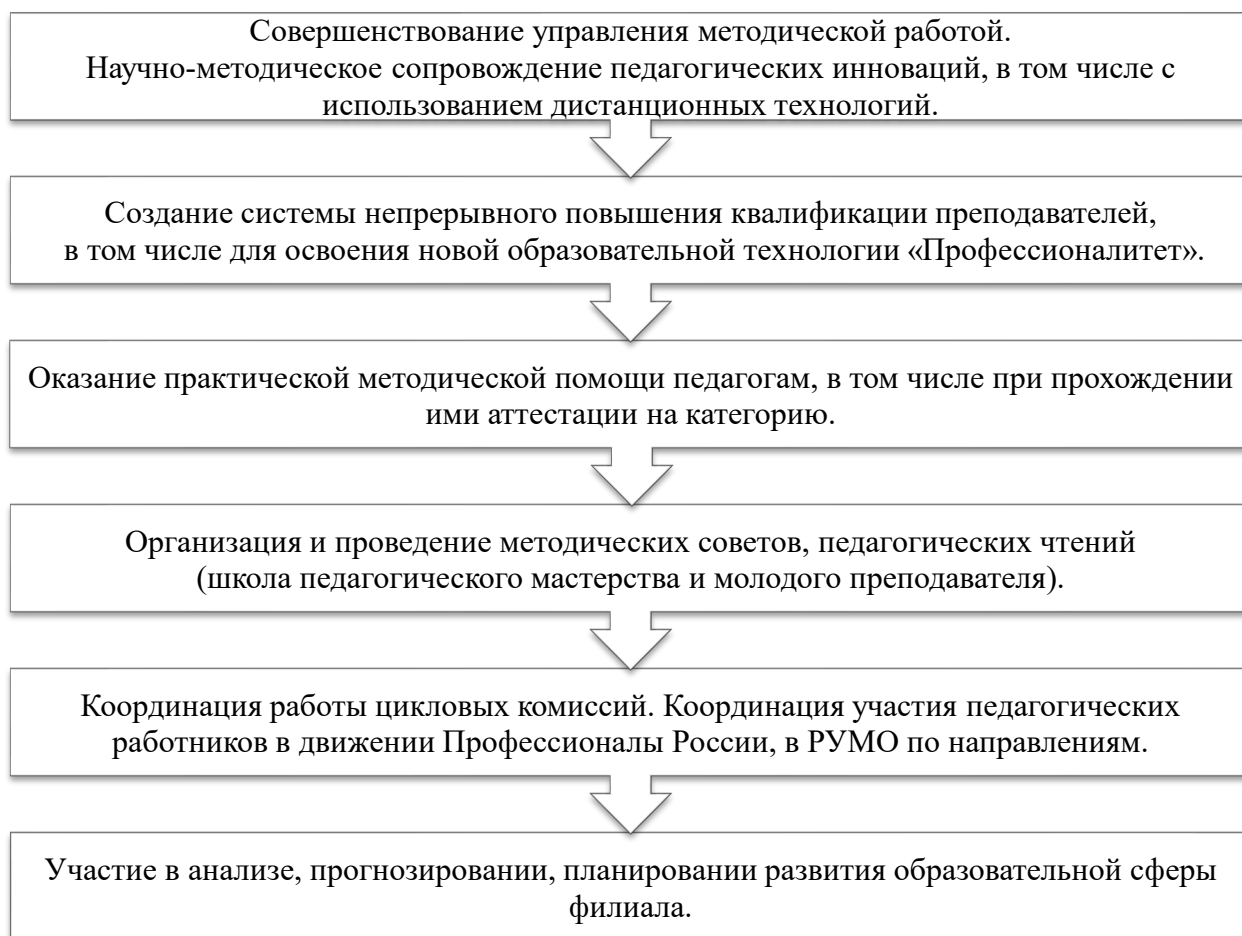 Совершенствование управления методической работой.
Научно-методическое сопровождение педагогических инноваций, в том числе с
использованием дистанционных технологий.
Создание системы непрерывного повышения квалификации преподавателей,
в том числе для освоения новой образовательной технологии «Профессионалитет».
Оказание практической методической помощи педагогам, в том числе при прохождении
ими аттестации на категорию.
Организация и проведение методических советов, педагогических чтений
(школа педагогического мастерства и молодого преподавателя).
Координация работы цикловых комиссий. Координация участия педагогических
работников в движении Профессионалы России, в РУМО по направлениям.
Участие в анализе, прогнозировании, планировании развития образовательной сферы
филиала.